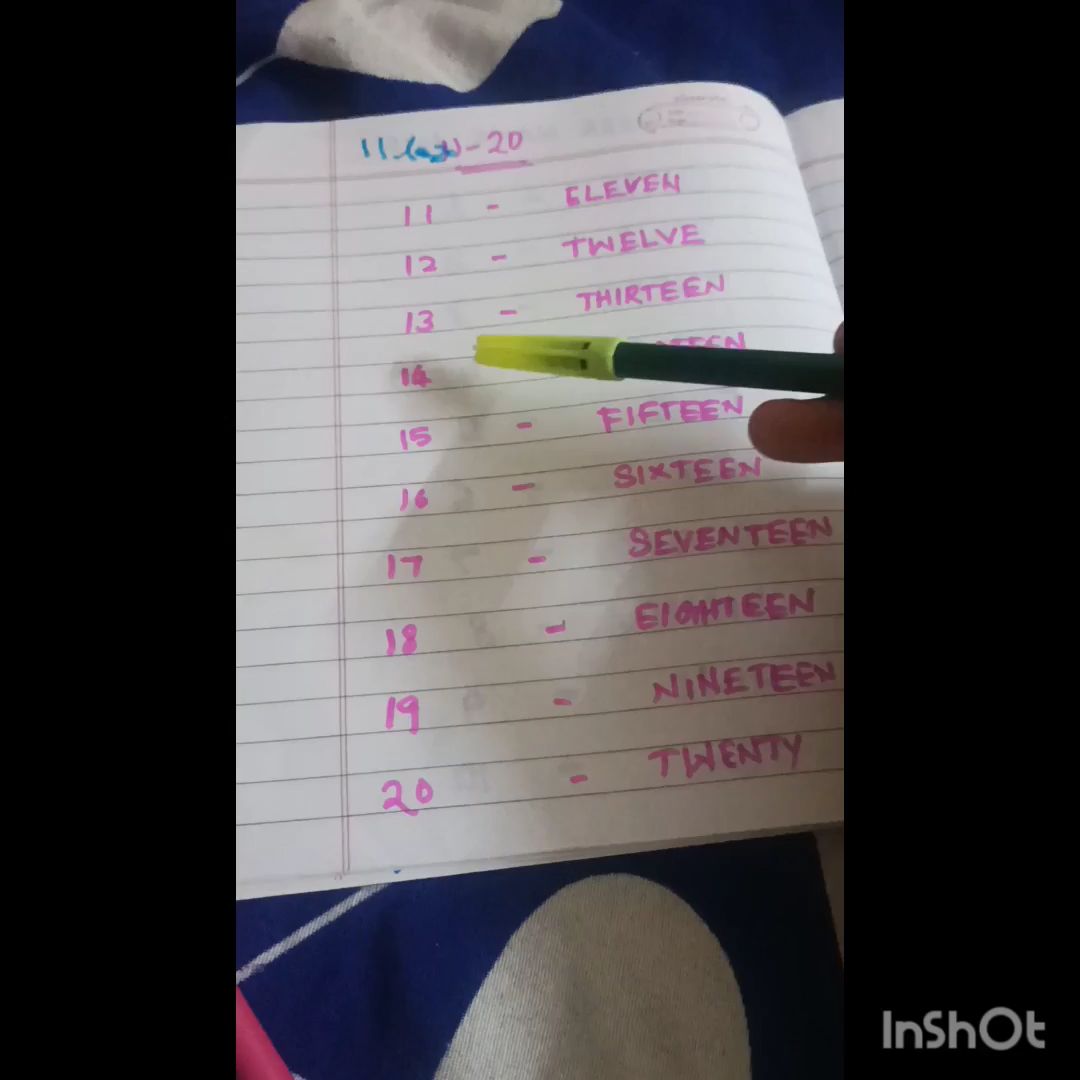 11 - 20
11 - ELEVEN
12 - TWELVE
13 - THIRTEEN
14
15 - FIFTEEN
16 - SIXTEEN
17 - SEVENTEEN
18 - EIGHTEEN
19 - NINETEEN
20 - TWENTY
InShOt